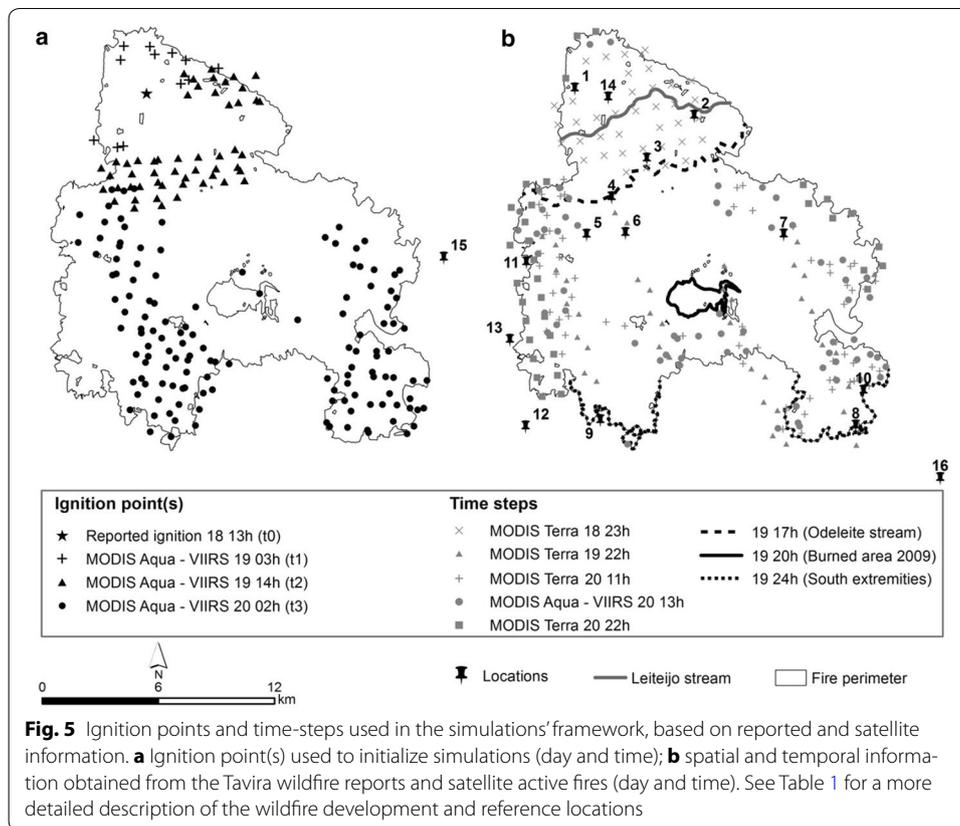 a
b
1
14
2
3
4
5
6
7
15
11
13
10
12
9
8
16
Ignition point(s)
Reported ignition 18 13h (t0)
MODIS Aqua - VIIRS 19 03h (t1)
MODIS Aqua - VIIRS 19 14h (t2)
MODIS Aqua - VIIRS 20 02h (t3)
Time steps
MODIS Terra 18 23h
MODIS Terra 19 22h
MODIS Terra 20 11h
MODIS Aqua - VIIRS 20 13h
MODIS Terra 20 22h
19 17h (Odeleite stream)
19 20h (Burned area 2009)
19 24h (South extremities)
N
0 6 12
km
Locations
Leiteijo stream
Fire perimeter
Fig. 5 Ignition points and time-steps used in the simulations’ framework, based on reported and satellite
information. a Ignition point(s) used to initialize simulations (day and time); b spatial and temporal informa-
tion obtained from the Tavira wildfire reports and satellite active fires (day and time). See Table 1 for a more
detailed description of the wildfire development and reference locations